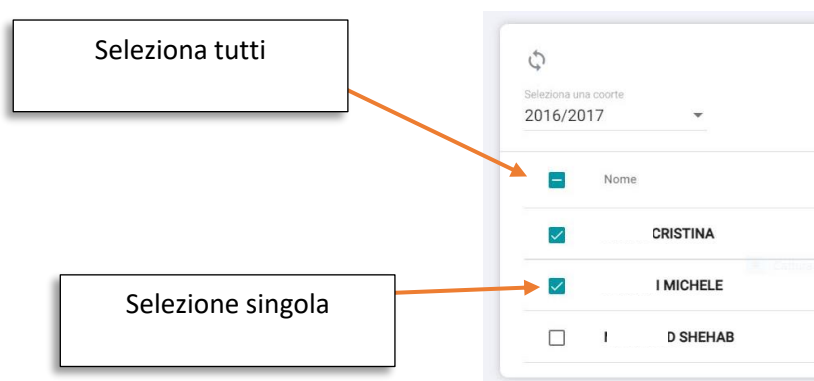 Seleziona tutti
Seleziona una coorte
2016/2017
Nome
CRISTINA
MICHELE
Selezione singola
SHEHAB